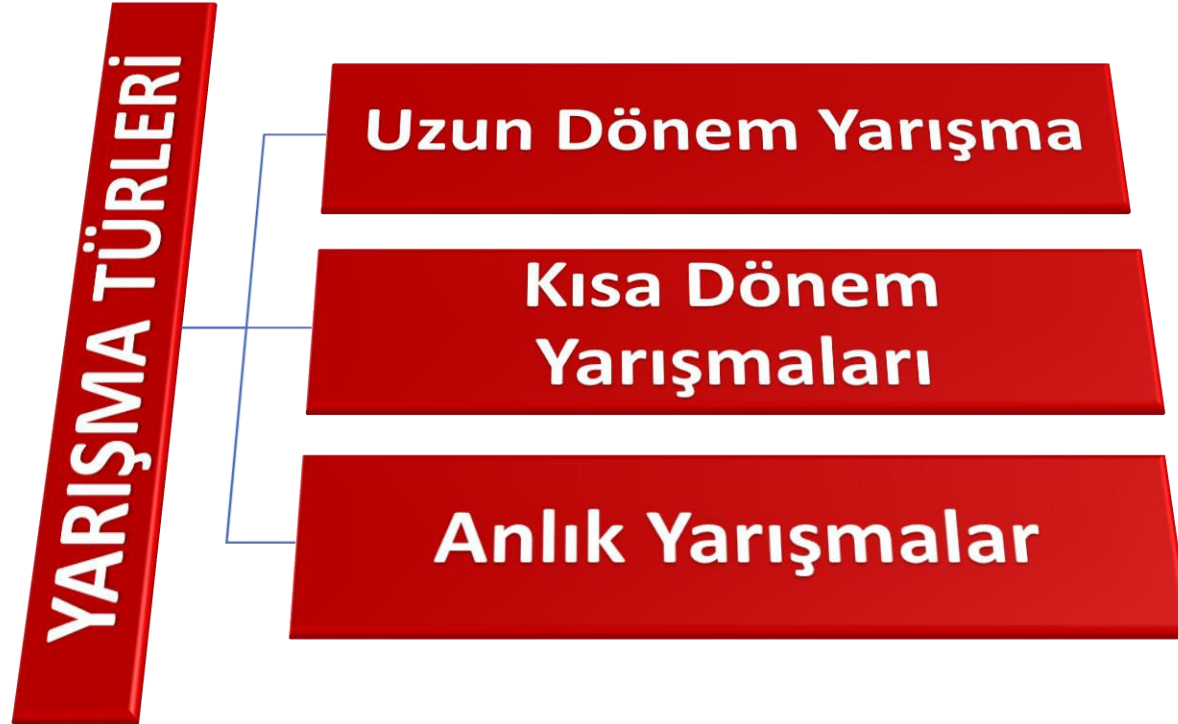 YARIŞMA TÜRLERİ
Uzun Dönem Yarışma
Kısa Dönem
Yarışmaları
Anlık Yarışmalar